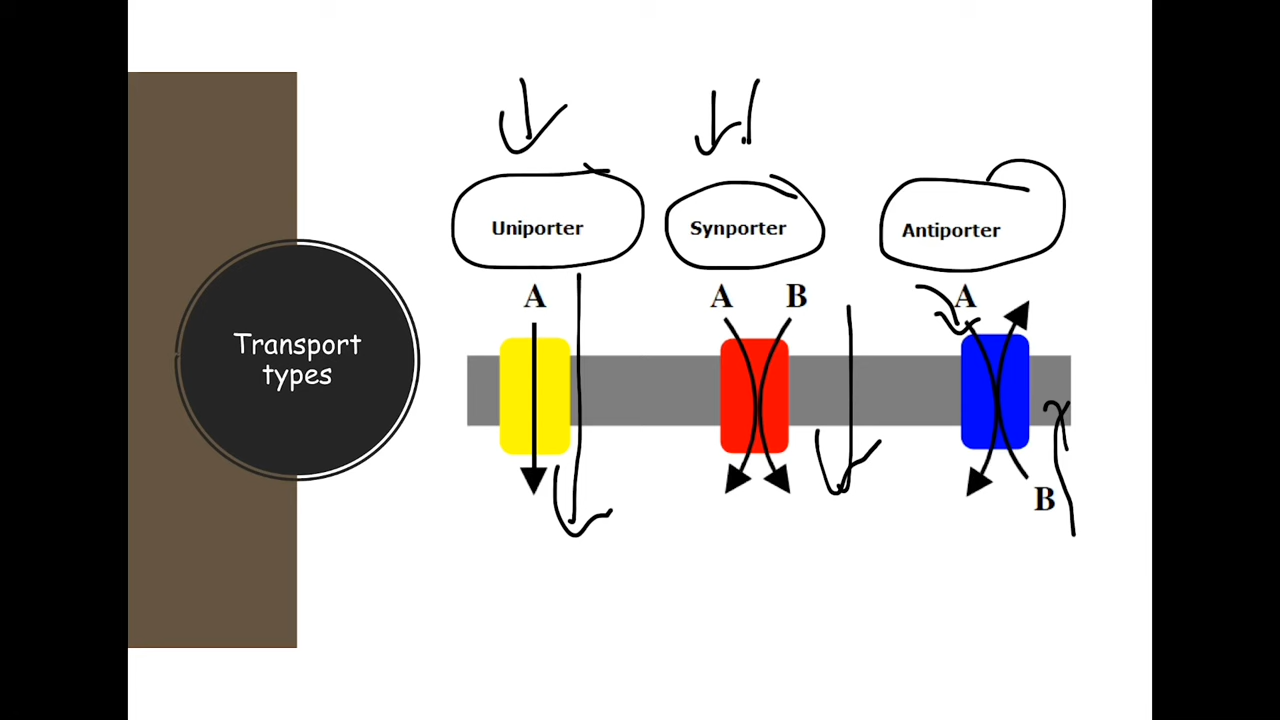 Uniporter
Synporter
Antiporter
A
A B
A
B
Transport
types